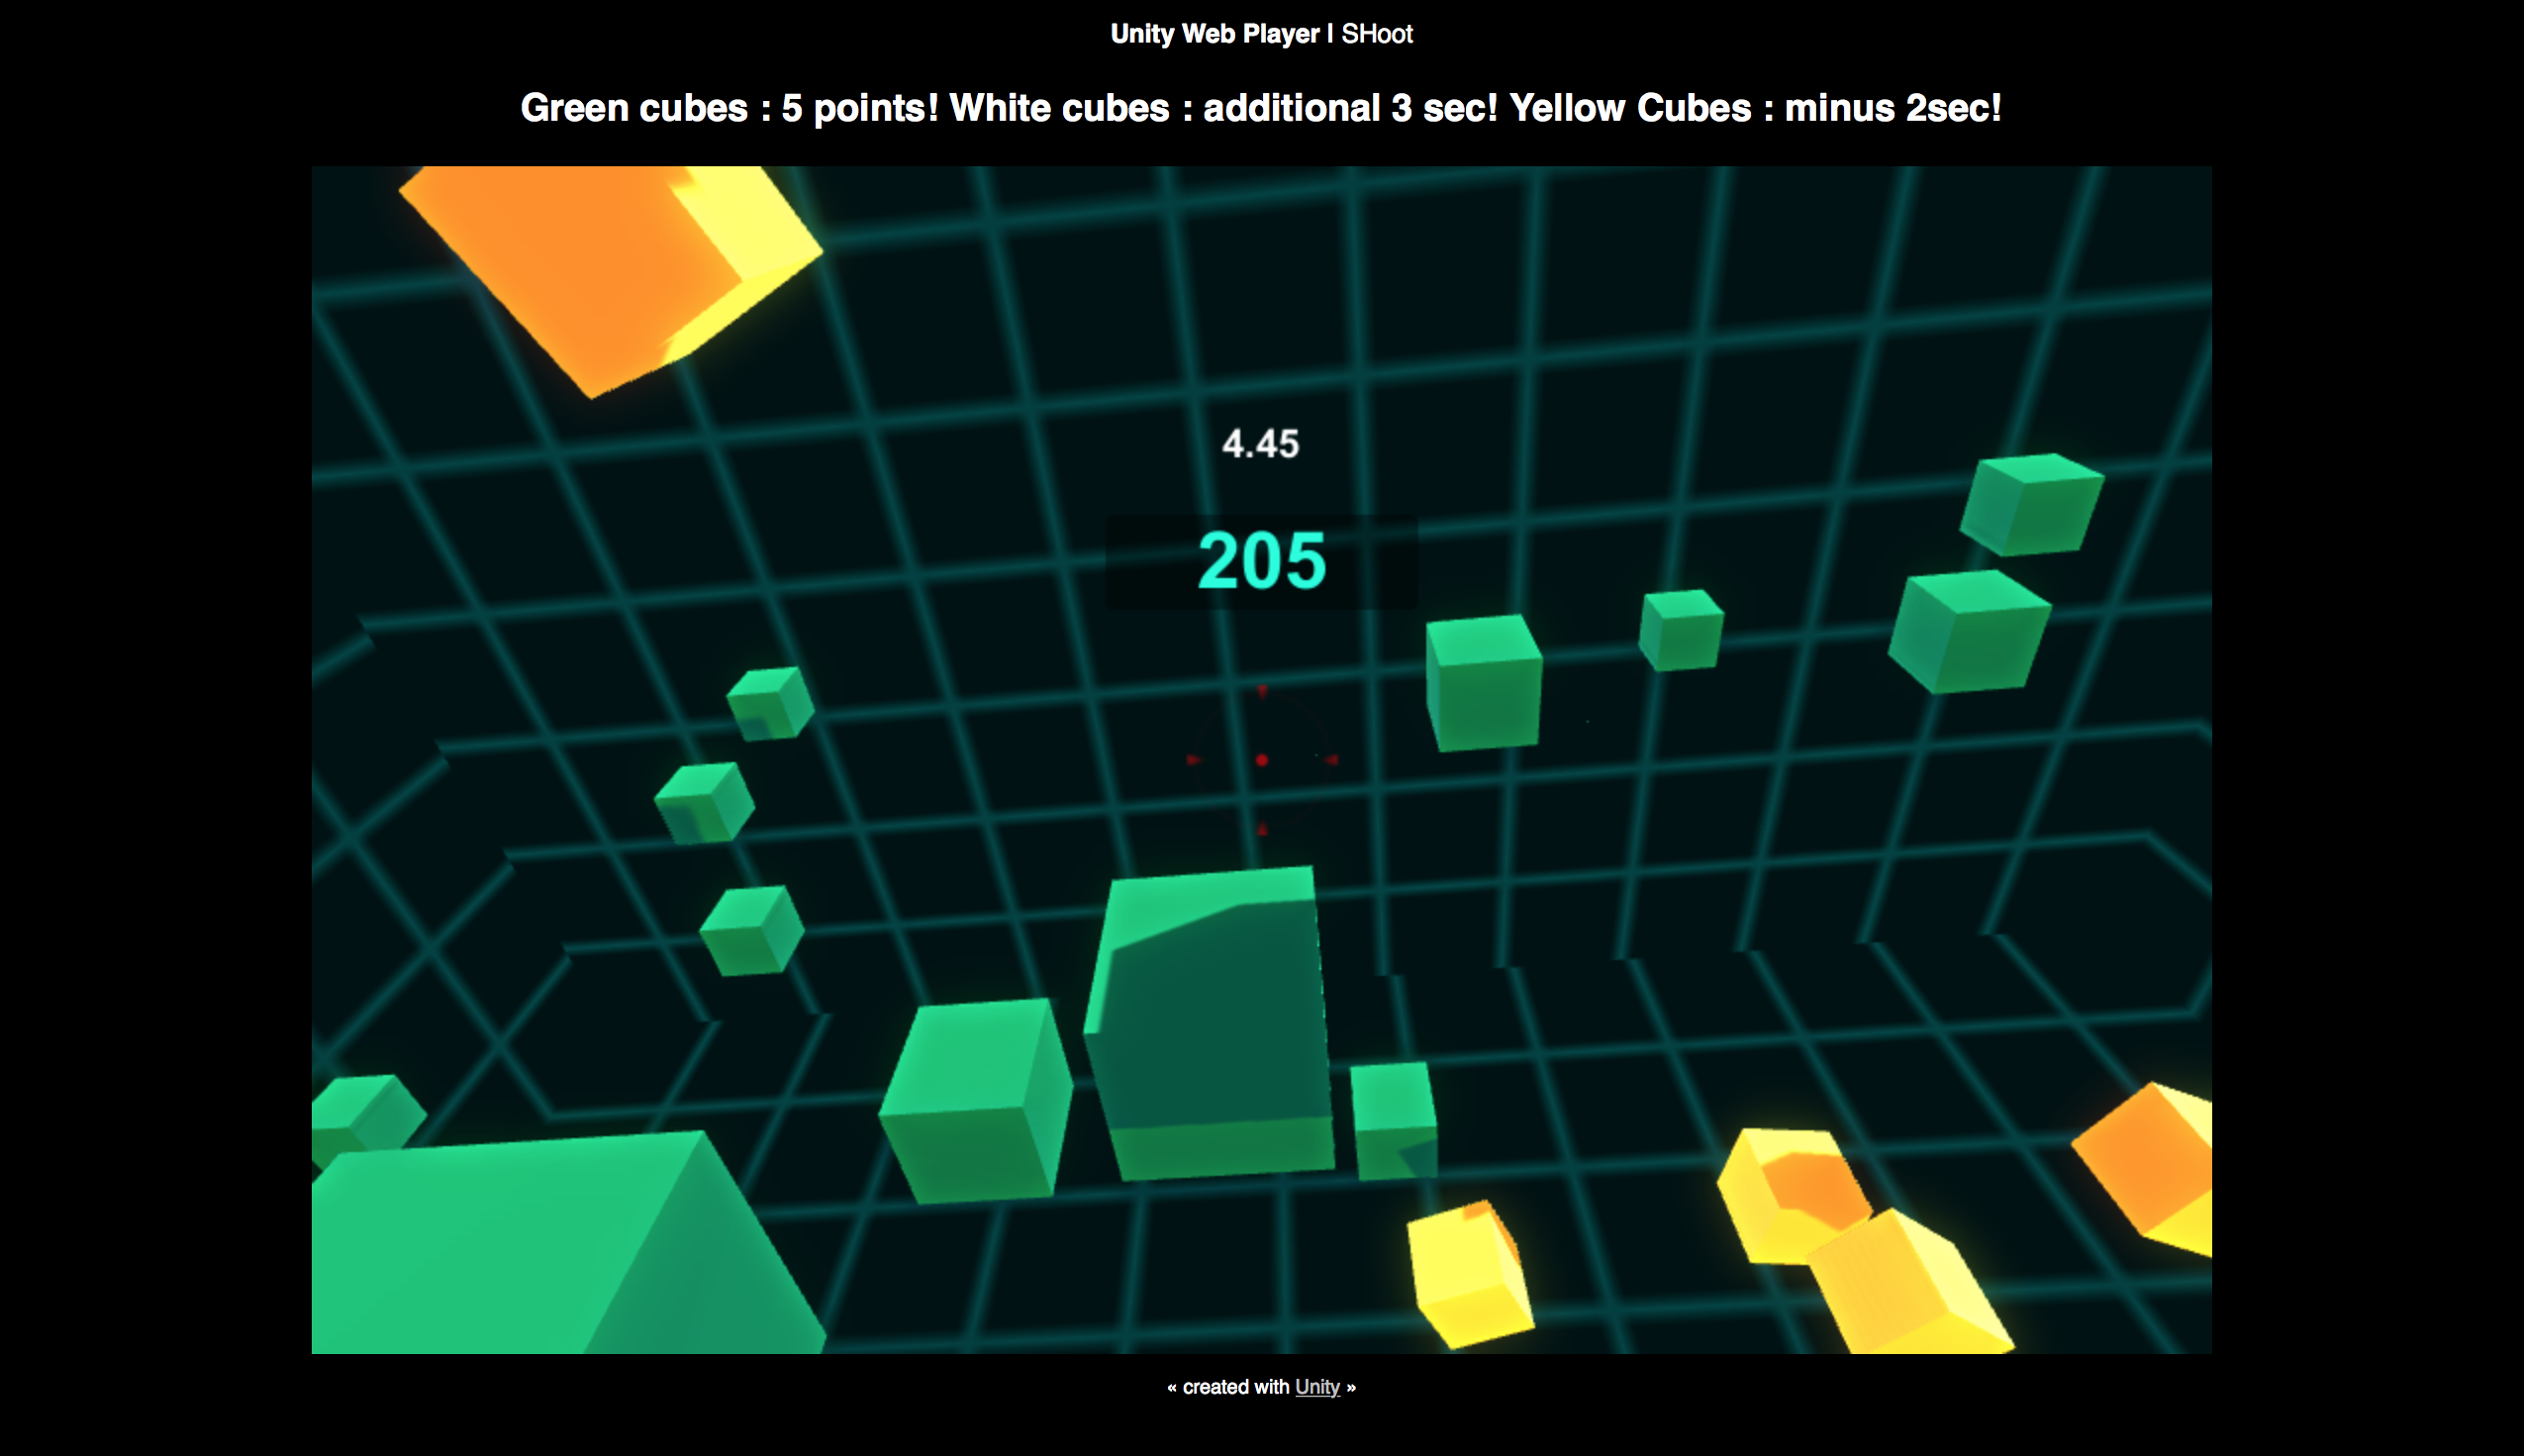 Unity Web Player | SHoot
Green cubes : 5 points! White cubes : additional 3 sec! Yellow Cubes : minus 2sec!
4.45
205
« created with Unity »